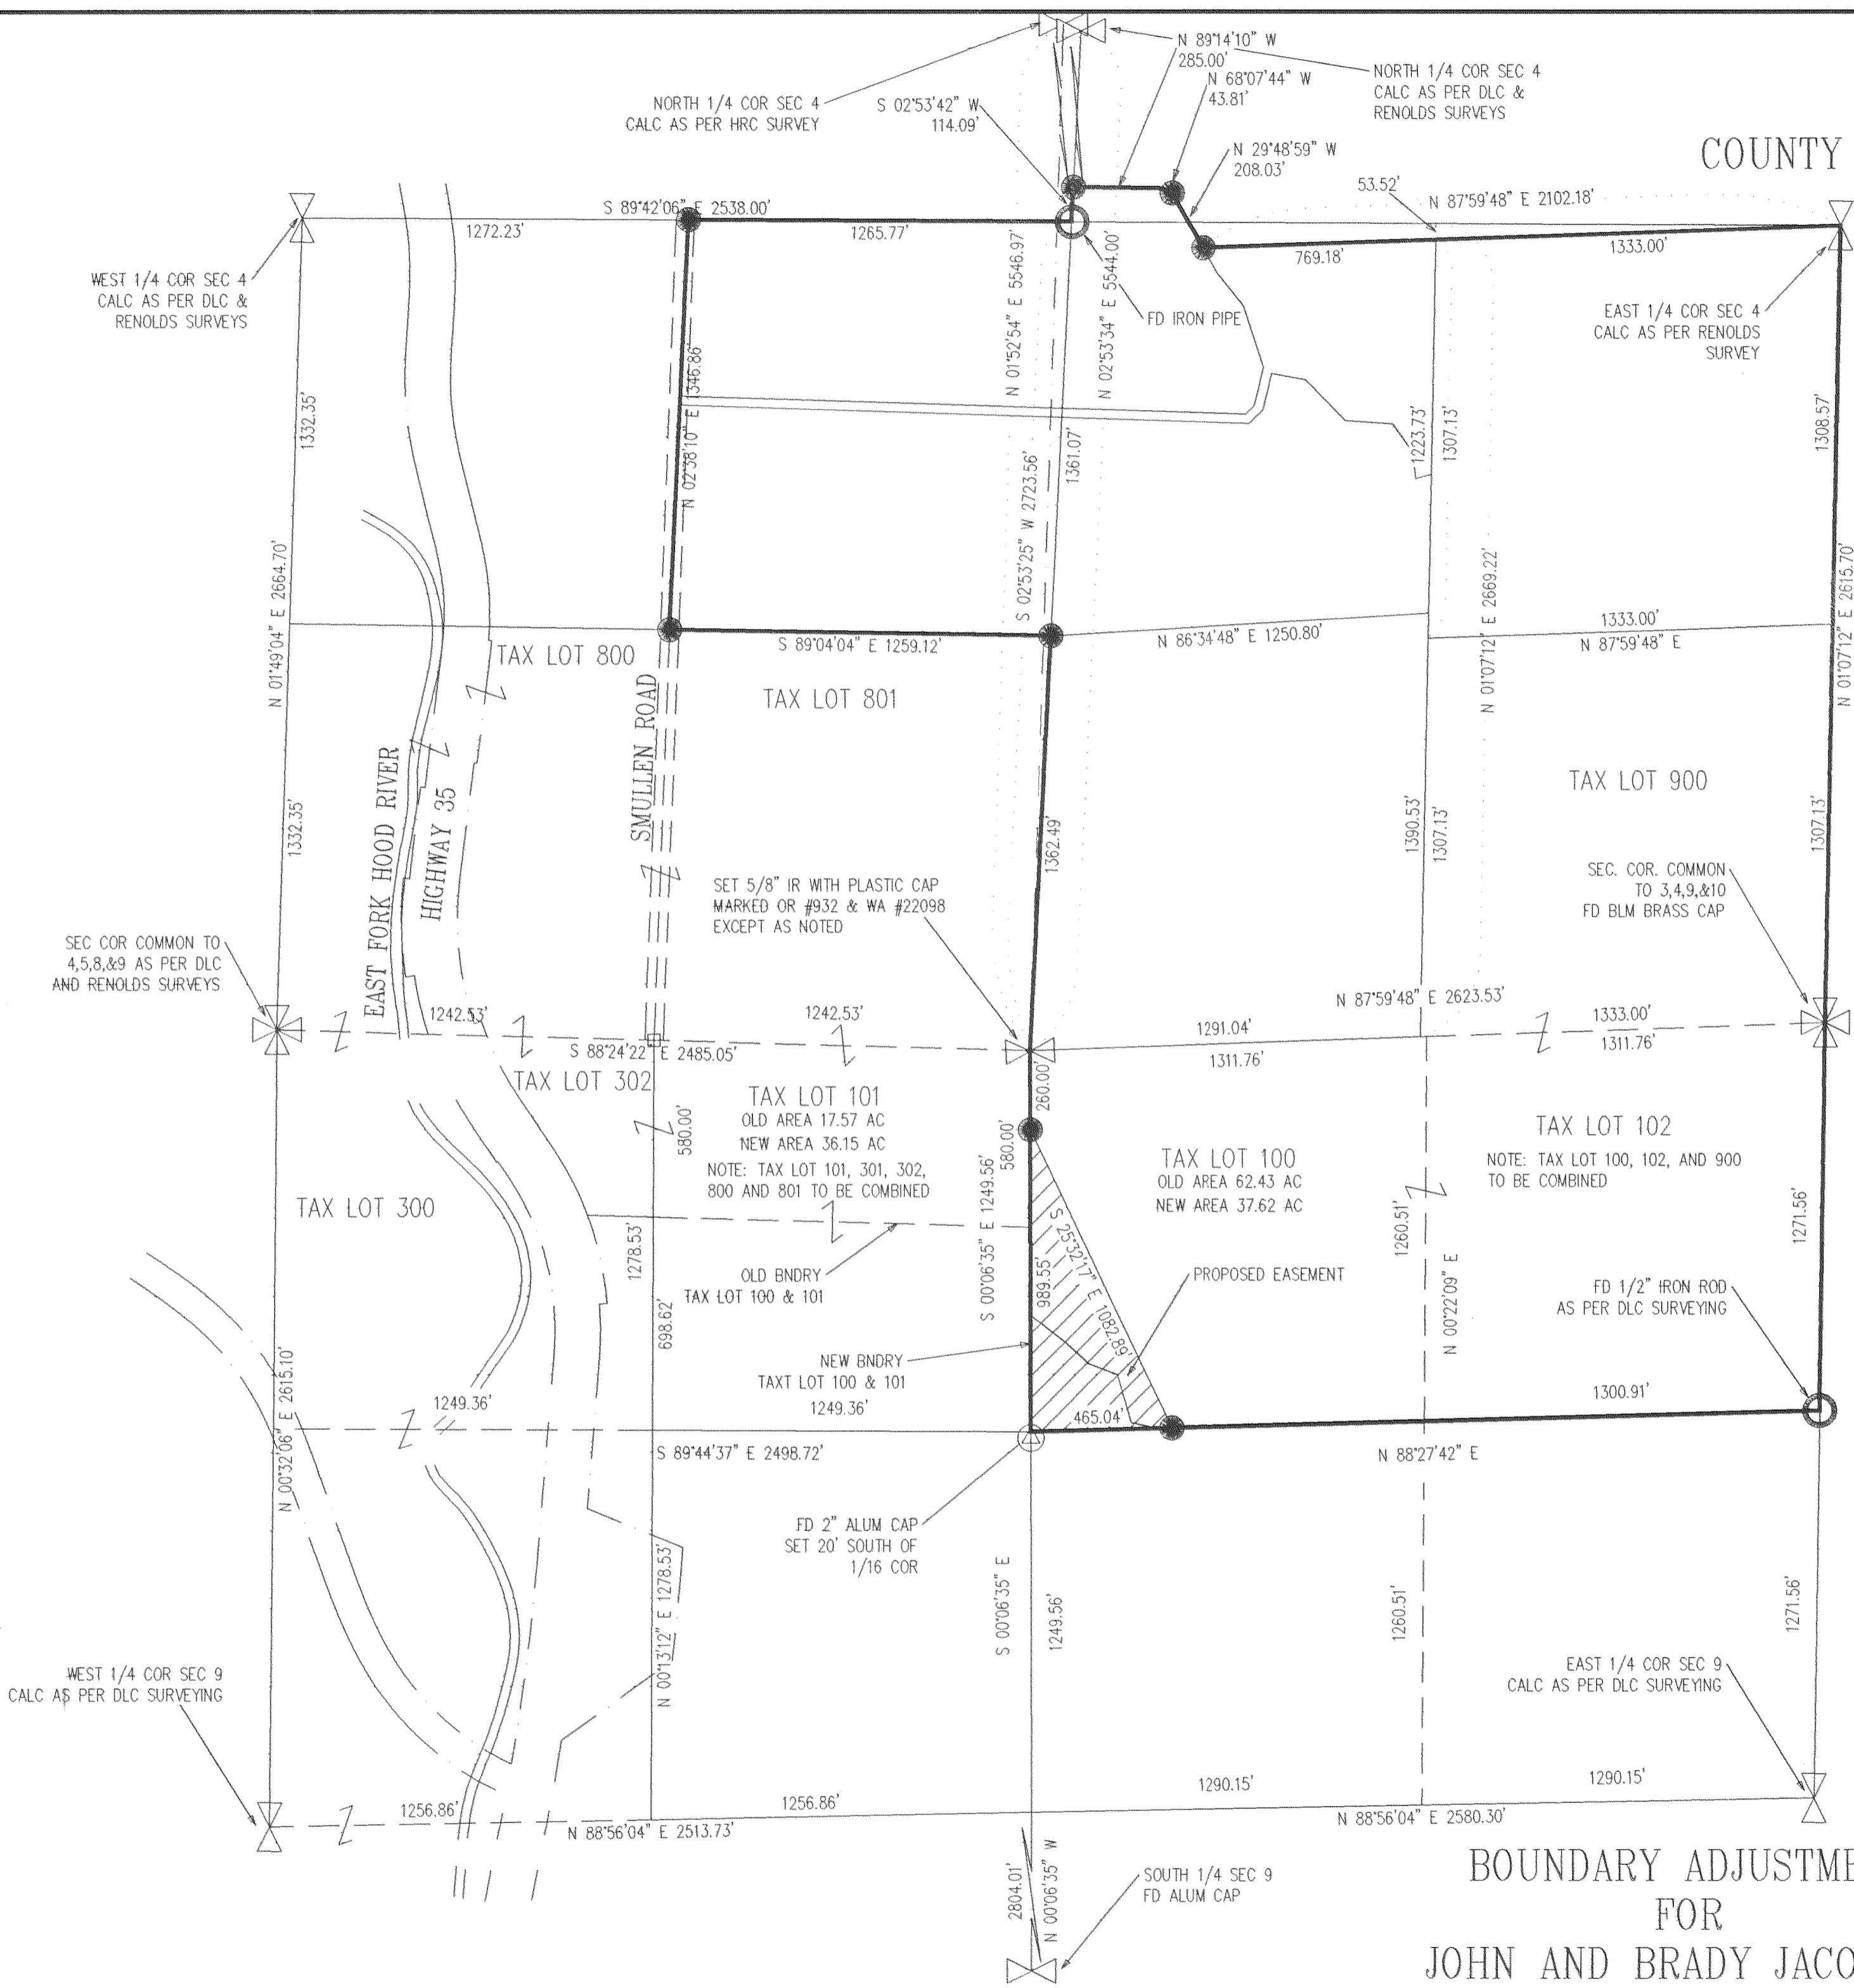 N 89°14'10" W
285.00'
N 68°07'44" W
43.81'
NORTH 1/4 COR SEC 4
CALC AS PER DLC &
RENOLDS SURVEYS
NORTH 1/4 COR SEC 4
CALC AS PER HRC SURVEY
S 02°53'42" W
114.09'
N 29°48'59" W
208.03'
COUNTY
53.52'
N 87°59'48" E 2102.18'
S 89°42'06" E 2538.00'
1272.23'
1265.77'
769.18'
1333.00'
WEST 1/4 COR SEC 4
CALC AS PER DLC &
RENOLDS SURVEYS
FD IRON PIPE
EAST 1/4 COR SEC 4
CALC AS PER RENOLDS
SURVEY
N 01°52'54" E 5546.97'
N 02°53'34" E 5544.00'
N 02°38'10" E 1346.86'
1332.35'
1361.07'
1223.73'
1307.13'
1308.57'
N 01°49'04" E 2664.70'
S 02°53'25" W 2723.56'
N 01°07'12" E 2669.22'
N 01°07'12" E 2615.70'
S 89°04'04" E 1259.12'
N 86°34'48" E 1250.80'
1333.00'
N 87°59'48" E
TAX LOT 800
TAX LOT 801
SMULLEN ROAD
EAST FORK HOOD RIVER
HIGHWAY 35
TAX LOT 900
1332.35'
1362.49'
1390.53'
1307.13'
1307.13'
SET 5/8" IR WITH PLASTIC CAP
MARKED OR #932 & WA #22098
EXCEPT AS NOTED
SEC. COR. COMMON
TO 3,4,9,&10
FD BLM BRASS CAP
SEC COR COMMON TO
4,5,8,&9 AS PER DLC
AND RENOLDS SURVEYS
1242.53'
1242.53'
S 88°24'22" E 2485.05'
N 87°59'48" E 2623.53'
1291.04'
1333.00'
1311.76'
1311.76'
TAX LOT 302
TAX LOT 101
OLD AREA 17.57 AC
NEW AREA 36.15 AC
NOTE: TAX LOT 101, 301, 302,
800 AND 801 TO BE COMBINED
580.00'
260.00'
580.00'
S 00°06'35" E 1249.56'
TAX LOT 100
OLD AREA 62.43 AC
NEW AREA 37.62 AC
TAX LOT 102
NOTE: TAX LOT 100, 102, AND 900
TO BE COMBINED
TAX LOT 300
1278.53'
698.62'
OLD BNDRY
TAX LOT 100 & 101
989.55'
S 25°32'17" E 1082.89'
PROPOSED EASEMENT
1260.51'
N 00°22'09" E
1271.56'
FD 1/2" IRON ROD
AS PER DLC SURVEYING
NEW BNDRY
TAXT LOT 100 & 101
N 00°32'06" E 2615.10'
1249.36'
1249.36'
465.04'
1300.91'
S 89°44'37" E 2498.72'
N 88°27'42" E
FD 2" ALUM CAP
SET 20' SOUTH OF
1/16 COR
N 00°13'12" E 1278.53'
S 00°06'35" E
1249.56'
1260.51'
1271.56'
WEST 1/4 COR SEC 9
CALC AS PER DLC SURVEYING
EAST 1/4 COR SEC 9
CALC AS PER DLC SURVEYING
1256.86'
1256.86'
1290.15'
1290.15'
N 88°56'04" E 2513.73'
N 88°56'04" E 2580.30'
2804.01'
N 00°06'35" W
SOUTH 1/4 SEC 9
FD ALUM CAP
BOUNDARY ADJUSTME
FOR
JOHN AND BRADY JACO